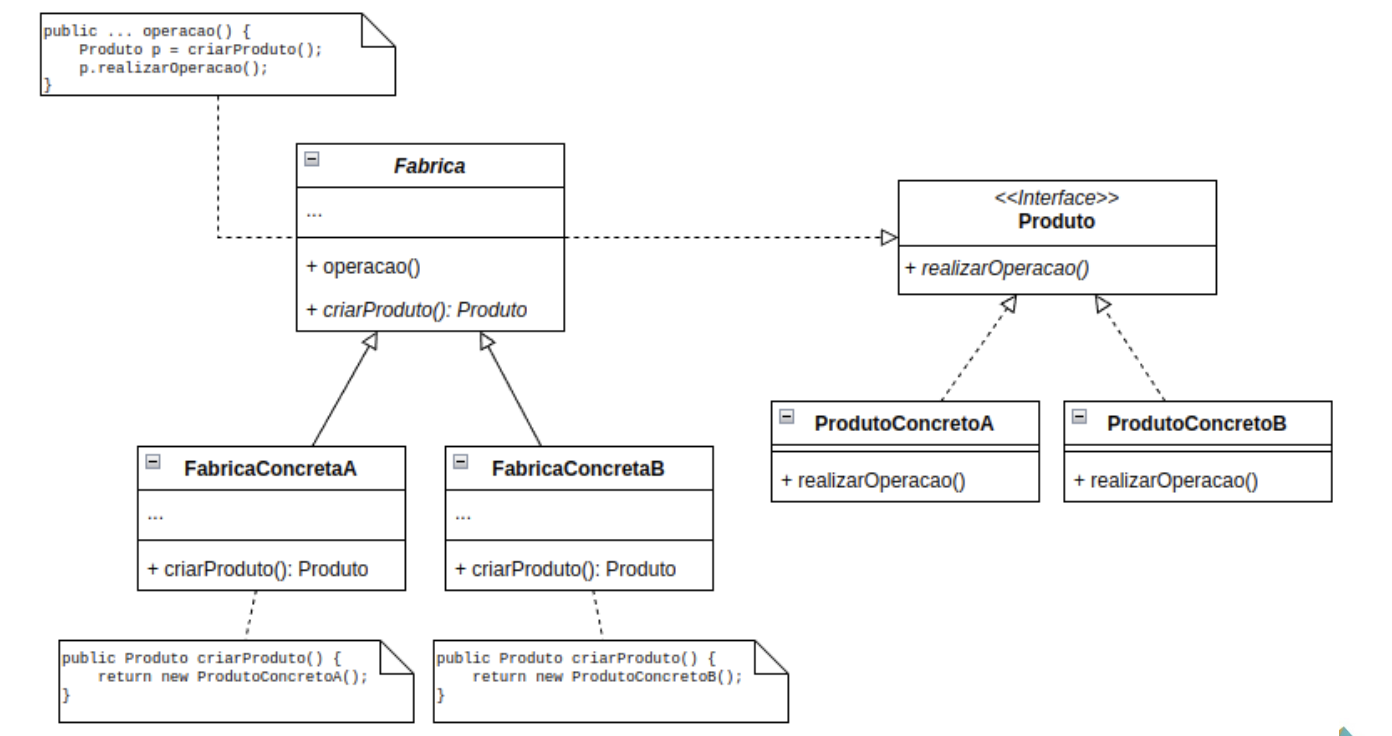 public ... operacao() {
    Produto p = criarProduto();
    p.realizarOperacao();
}
Fabrica
...
+ operacao()
+ criarProduto(): Produto
<<Interface>>
Produto
+ realizarOperacao()
ProdutoConcretoA
+ realizarOperacao()
ProdutoConcretoB
+ realizarOperacao()
FabricaConcretaA
...
+ criarProduto(): Produto
FabricaConcretaB
...
+ criarProduto(): Produto
public Produto criarProduto() {
    return new ProdutoConcretoA();
}
public Produto criarProduto() {
    return new ProdutoConcretoB();
}